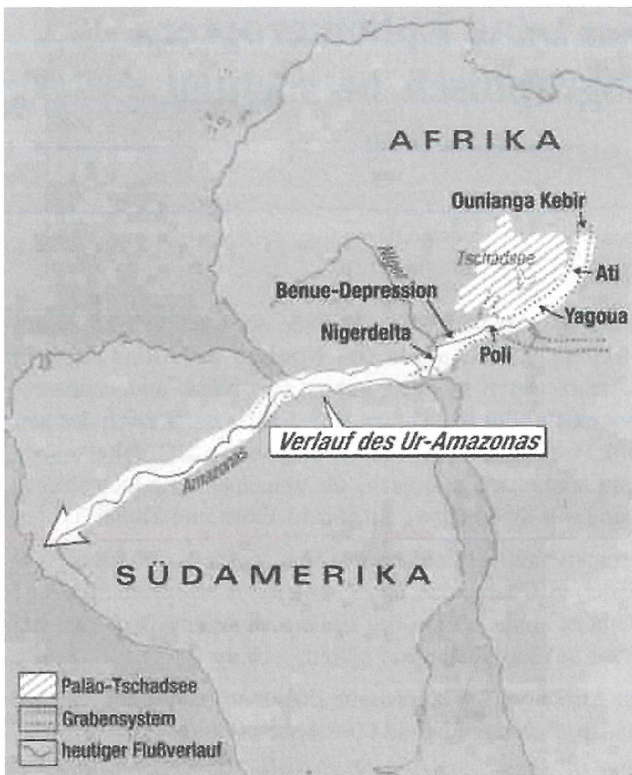 AFRIKA
Ounianga Kebir
Tschadsee
Niger
Ati
Benue-Depression
Yagoua
Nigerdelta
Poli
Verlauf des Ur-Amazonas
Amazonas
SÜDAMERIKA
Paläo-Tschadsee
Grabensystem
heutiger Flußverlauf